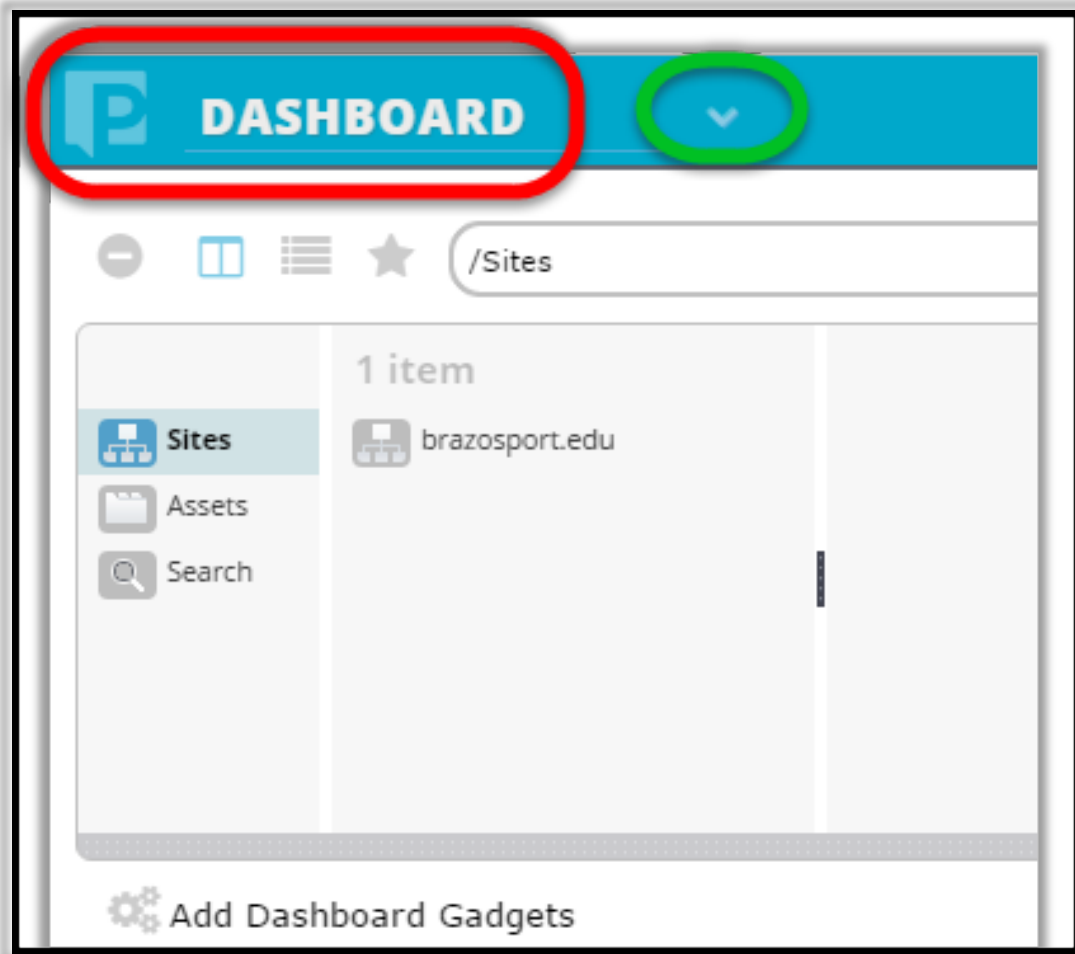 P DASHBOARD
/Sites
1 item
Sites
brazosport.edu
Assets
Search
Add Dashboard Gadgets